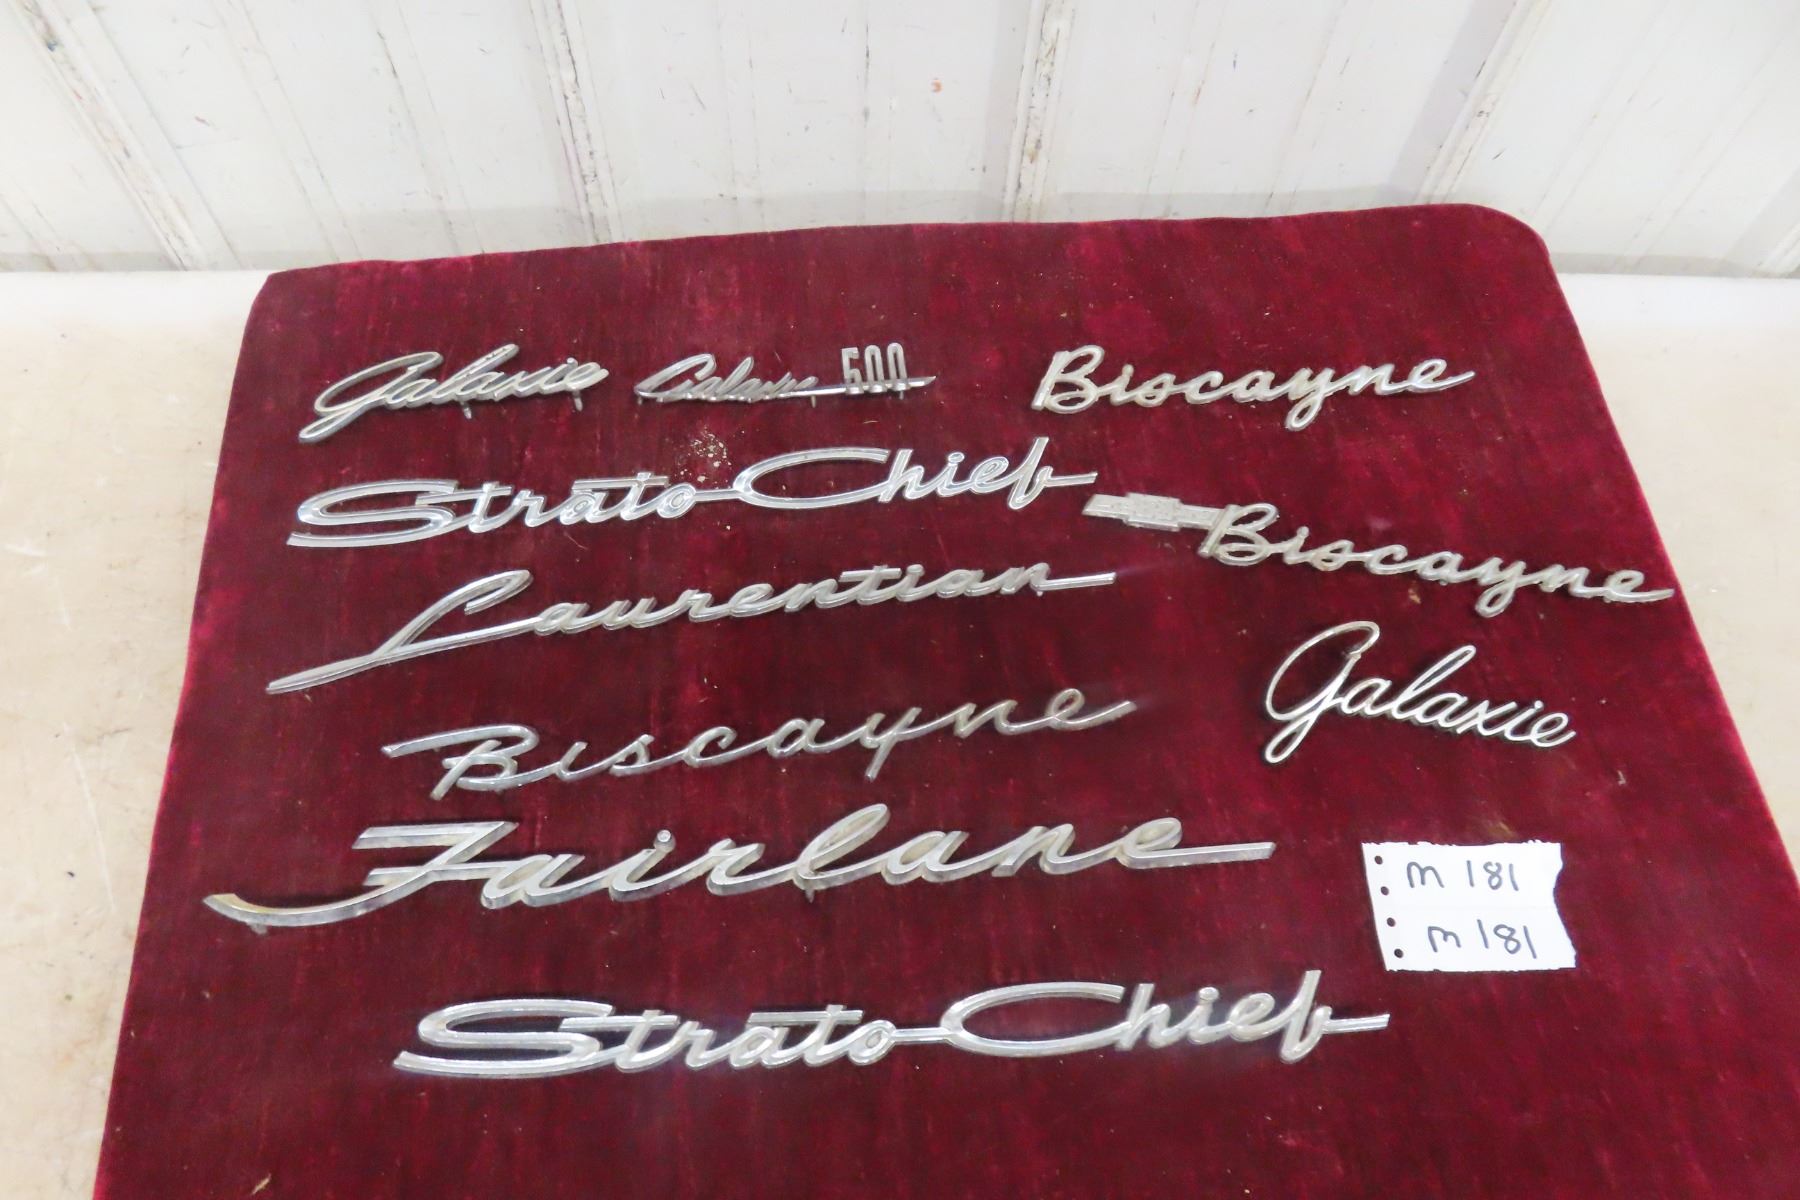 Galaxie
Galaxie 500
Biscayne
Strato Chief
Biscayne
Laurentian
Galaxie
Biscayne
Fairlane
M 181
M 181
Strato Chief